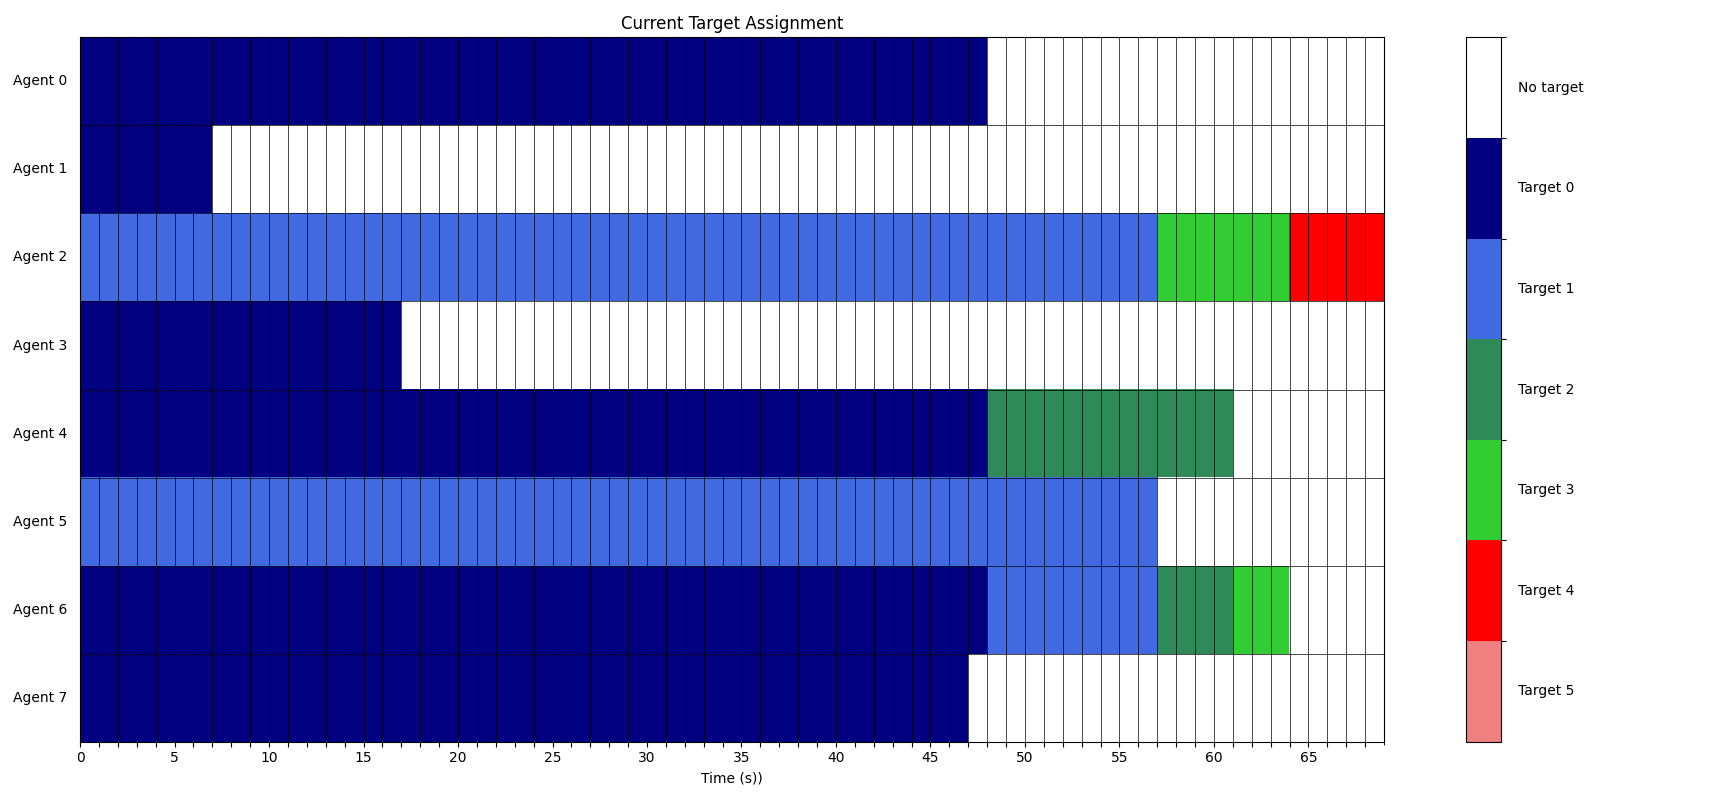 Current Target Assignment
Agent 0
Agent 1
Agent 2
Agent 3
Agent 4
Agent 5
Agent 6
Agent 7
0 5 10 15 20 25 30 35 40 45 50 55 60 65
Time (s))
No target
Target 0
Target 1
Target 2
Target 3
Target 4
Target 5